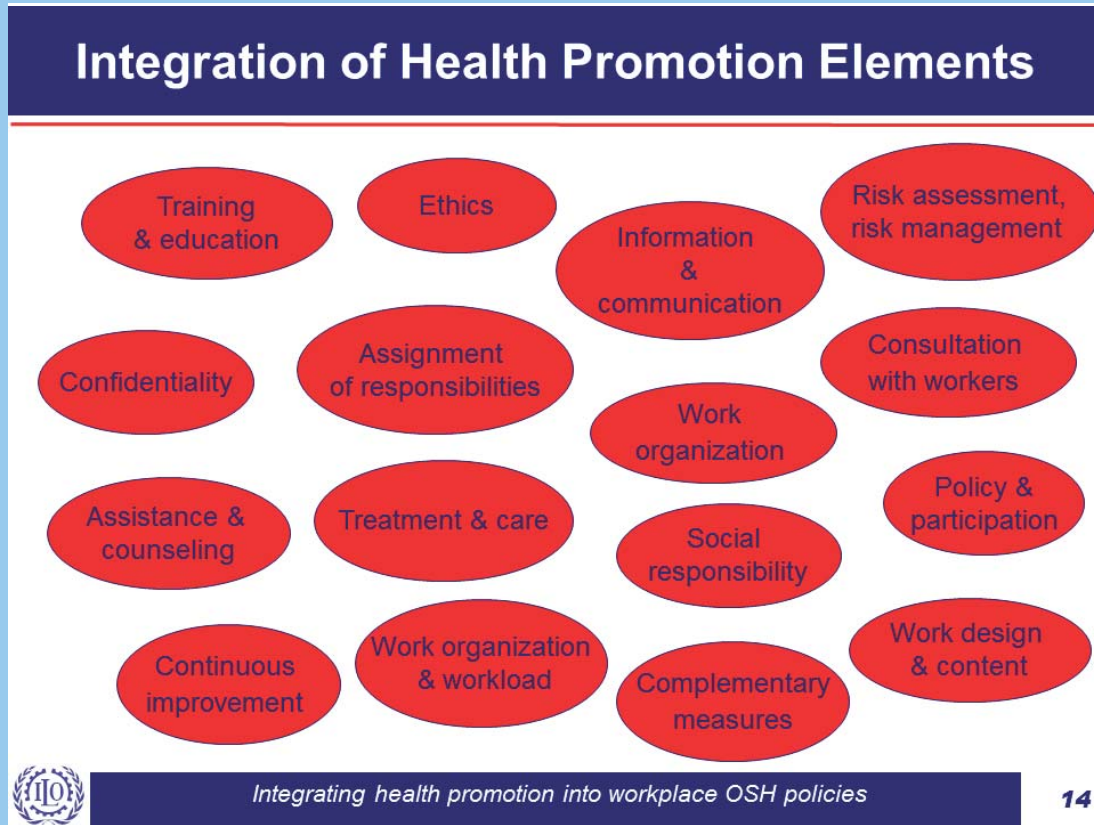 Integration of Health Promotion Elements
Training
& education
Ethics
Information
&
communication
Risk assessment,
risk management
Confidentiality
Assignment
of responsibilities
Work
organization
Consultation
with workers
Assistance &
counseling
Treatment & care
Social
responsibility
Policy &
participation
Continuous
improvement
Work organization
& workload
Complementary
measures
Work design
& content
ILO
Integrating health promotion into workplace OSH policies
14